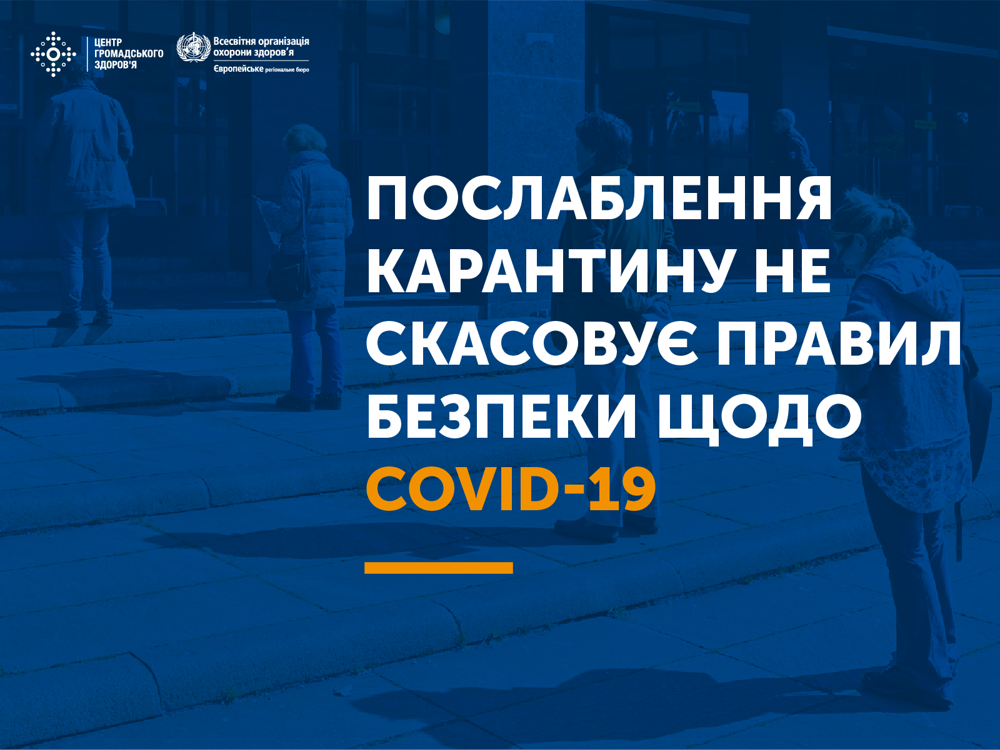 ЦЕНТР
ГРОМАДСЬКОГО
ЗДОРОВ'Я
Всесвітня організація
охорони здоров'я
Європейське регіональне бюро
ПОСЛАБЛЕННЯ
КАРАНТИНУ НЕ
СКАСОВУЄ ПРАВИЛ
БЕЗПЕКИ ЩОДО
COVID-19